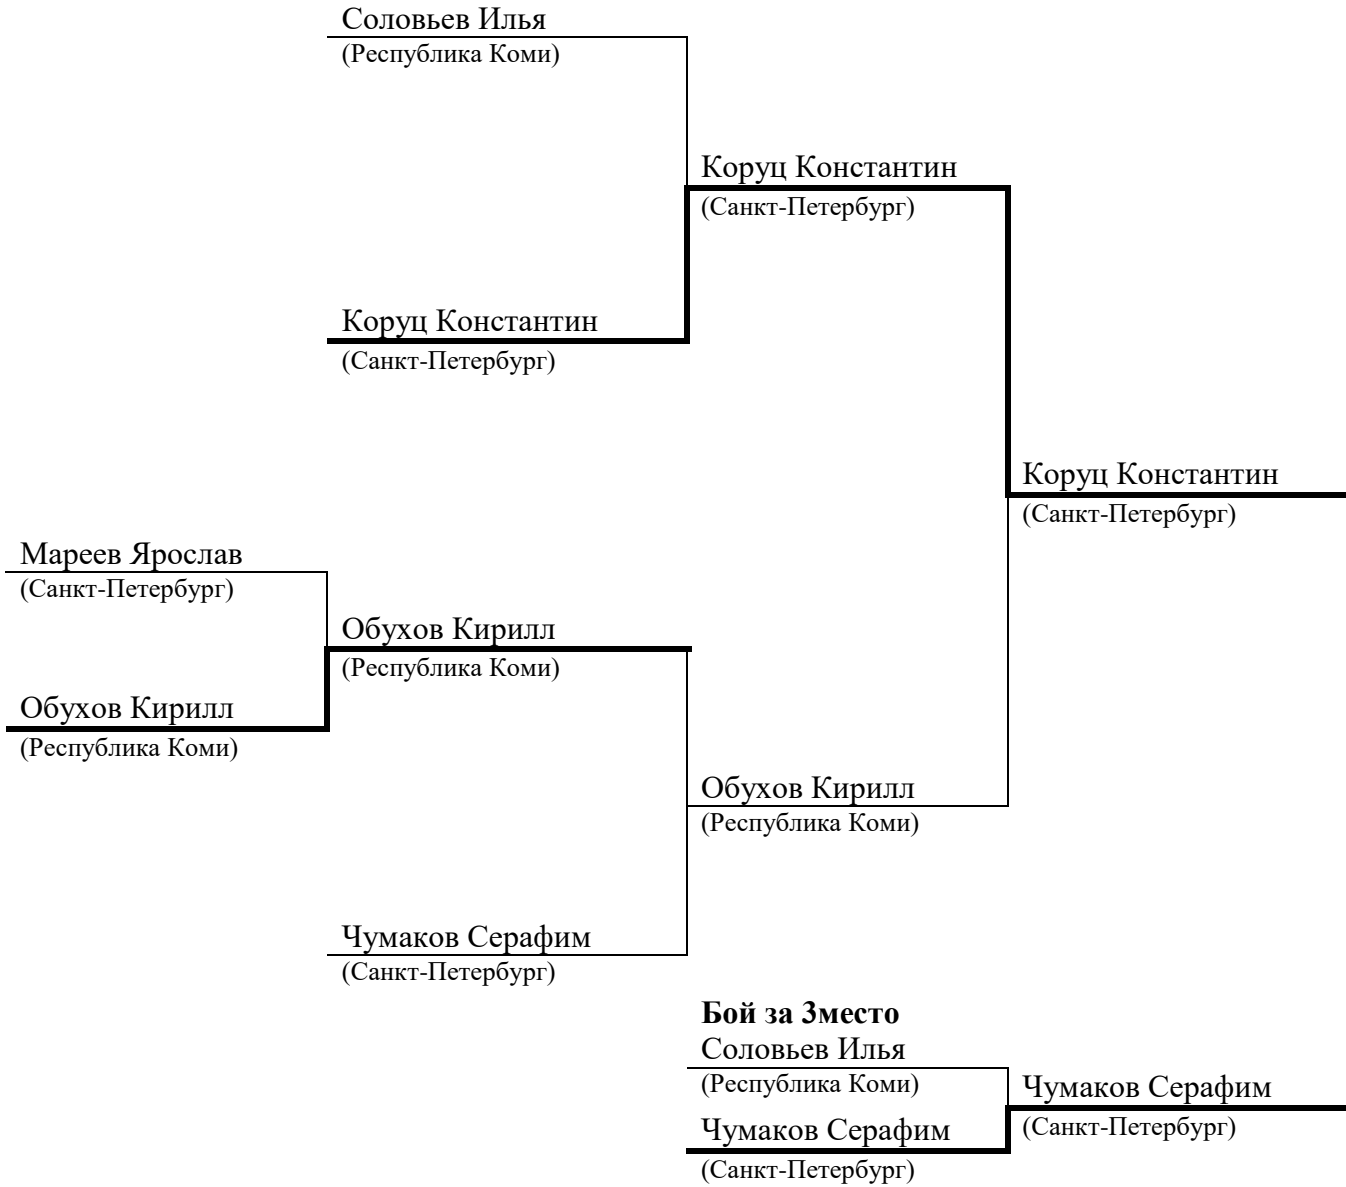 Соловьев Илья
(Республика Коми)
Коруц Константин
(Санкт-Петербург)
Коруц Константин
(Санкт-Петербург)
Коруц Константин
(Санкт-Петербург)
Мареев Ярослав
(Санкт-Петербург)
Обухов Кирилл
(Республика Коми)
Обухов Кирилл
(Республика Коми)
Обухов Кирилл
(Республика Коми)
Чумаков Серафим
(Санкт-Петербург)
Бой за 3место
Соловьев Илья
(Республика Коми)
Чумаков Серафим
(Санкт-Петербург)
Чумаков Серафим
(Санкт-Петербург)